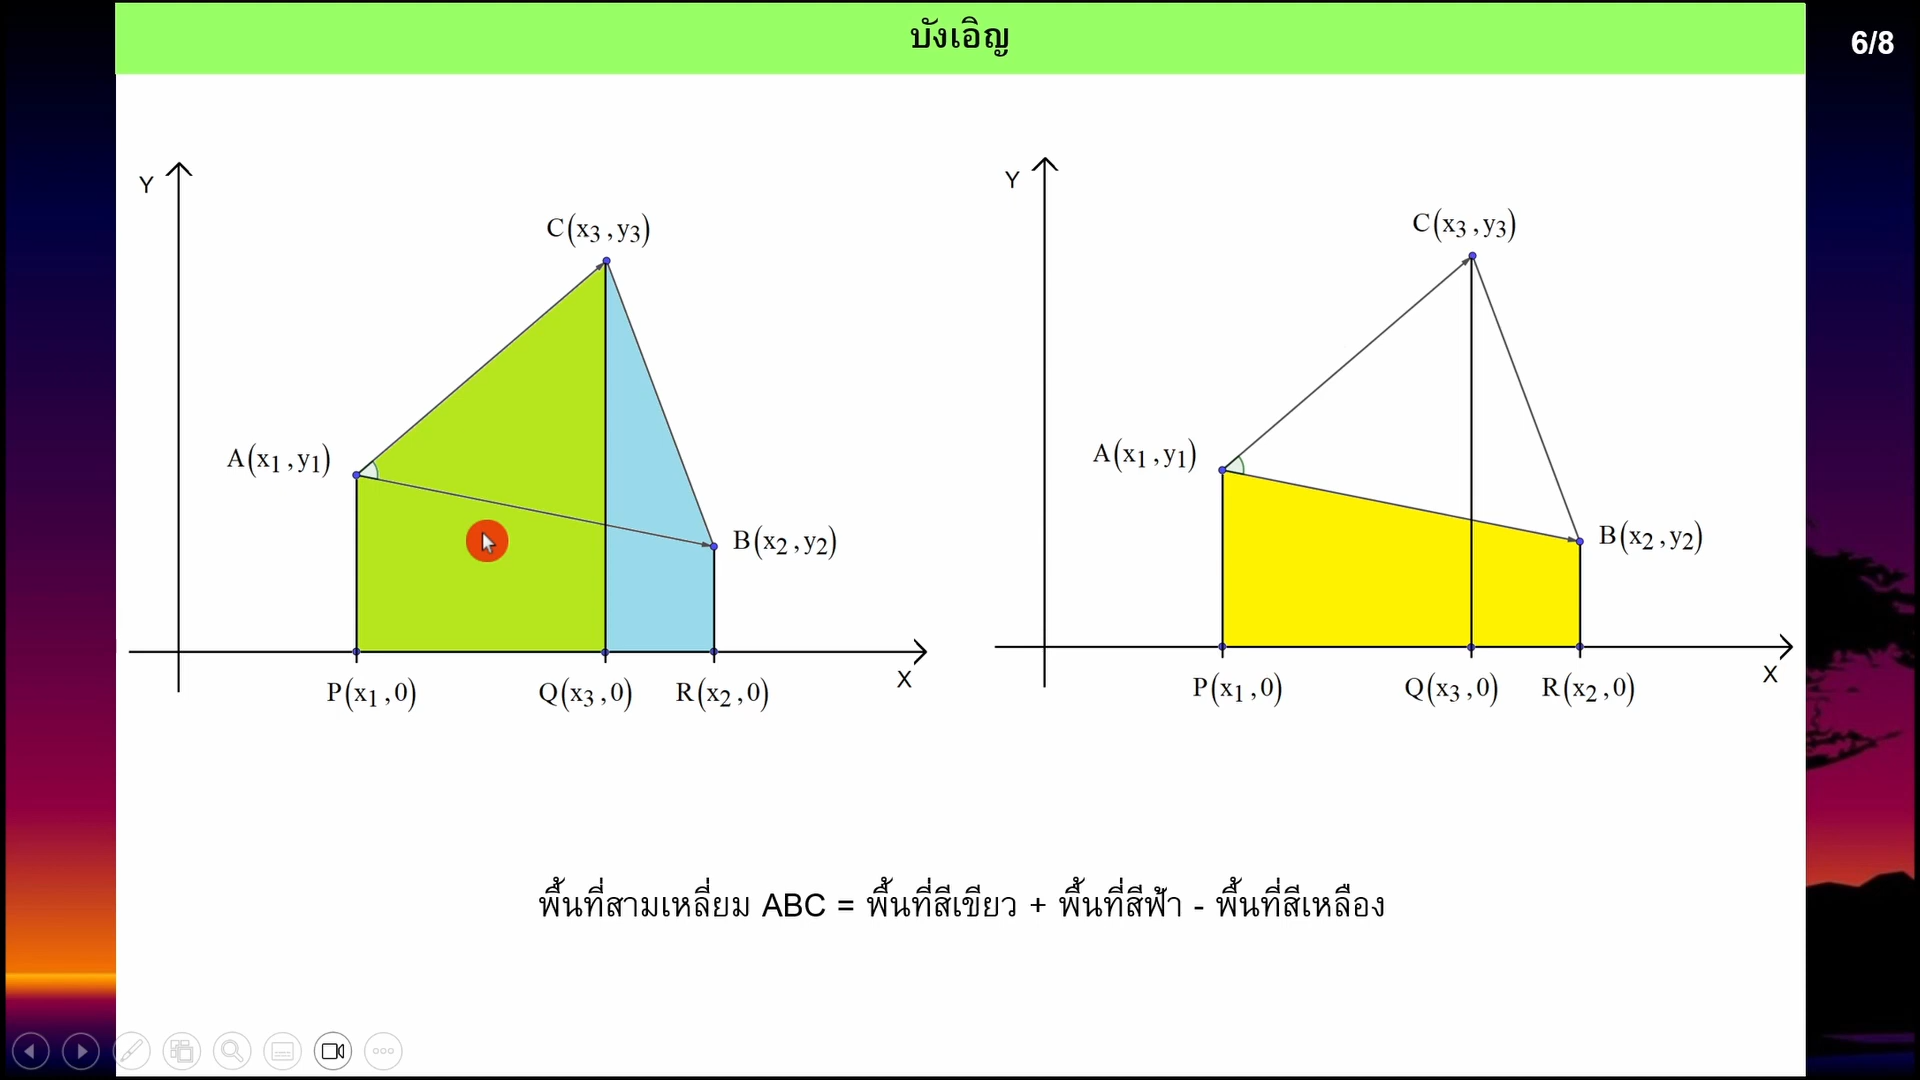 บังเอิญ
6/8
Y
C(x3 , y3)
A(x1 , y1)
B(x2 , y2)
X
P(x1 , 0)
Q(x3 , 0)
R(x2 , 0)
Y
C(x3 , y3)
A(x1 , y1)
B(x2 , y2)
X
P(x1 , 0)
Q(x3 , 0)
R(x2 , 0)
พื้นที่สามเหลี่ยม ABC = พื้นที่สีเขียว + พื้นที่สีฟ้า - พื้นที่สีเหลือง